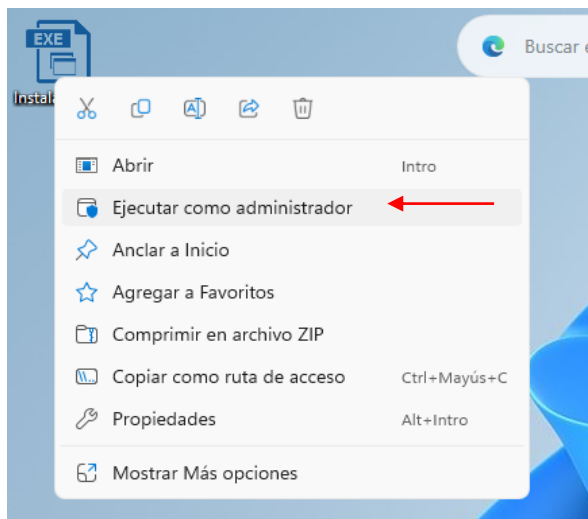 EXE
Buscar
Abrir Intro
Ejecutar como administrador
Anclar a Inicio
Agregar a Favoritos
Comprimir en archivo ZIP
Copiar como ruta de acceso Ctrl+Mayús+C
Propiedades Alt+Intro
Mostrar Más opciones